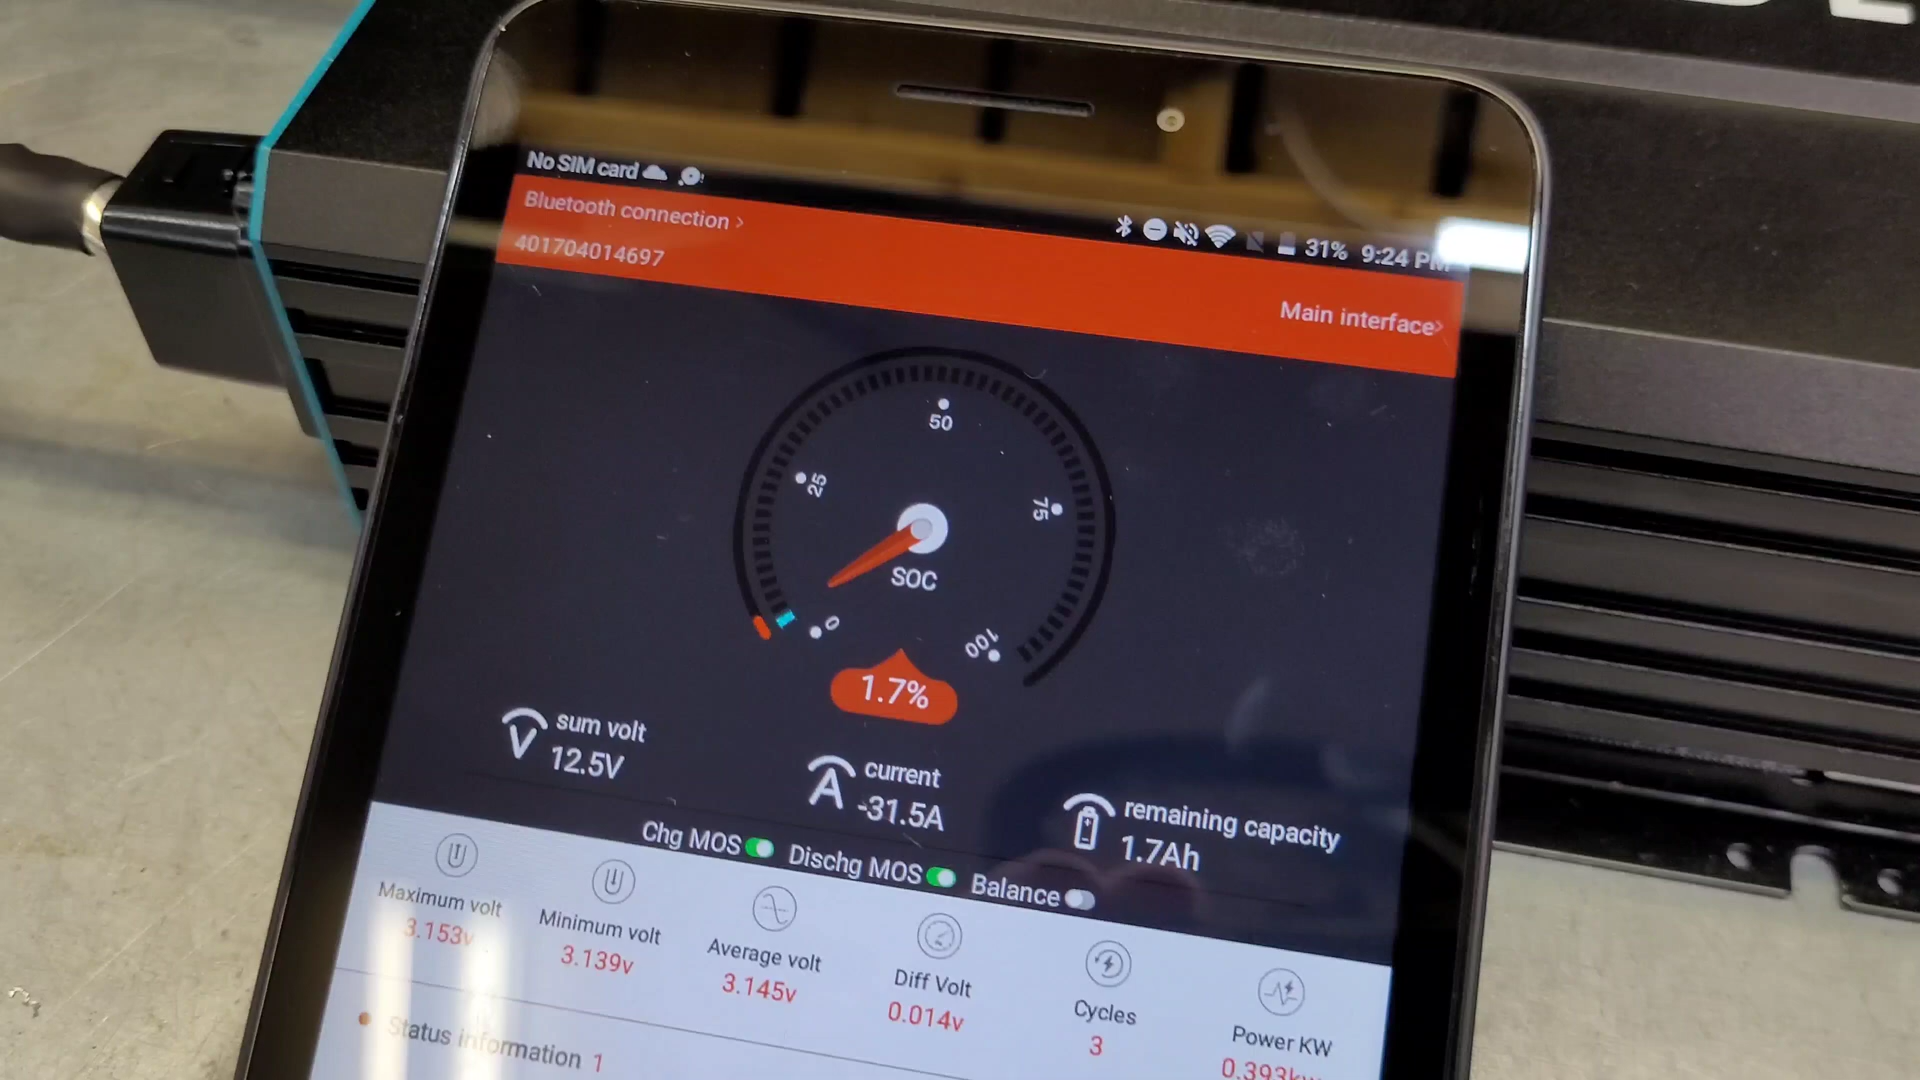 No SIM card
31% 9:24 PM
Bluetooth connection >
401704014697
Main interface>
50
25
75
SOC
0
100
1.7%
sum volt
12.5V
current
-31.5A
remaining capacity
1.7Ah
Chg MOS Dischg MOS Balance
Maximum volt
3.153v
Minimum volt
3.139v
Average volt
3.145v
Diff Volt
0.014v
Cycles
3
Power KW
0.393kw
Status information 1